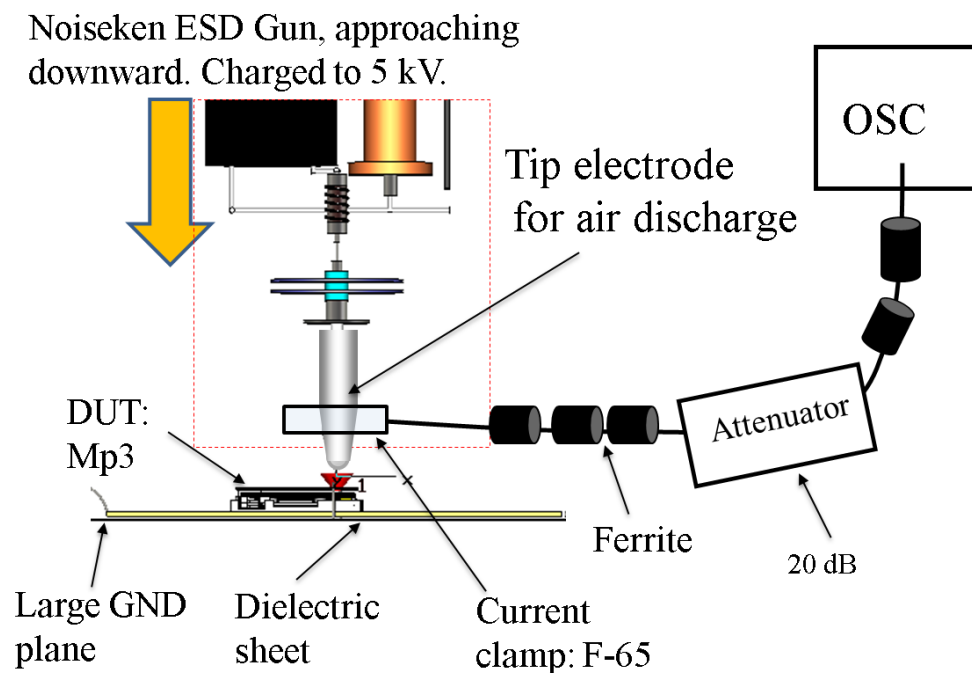 Noiseken ESD Gun, approaching
downward. Charged to 5 kV.
OSC
Tip electrode
for air discharge
DUT:
Mp3
Attenuator
1
Ferrite
20 dB
Large GND
plane
Dielectric
sheet
Current
clamp: F-65